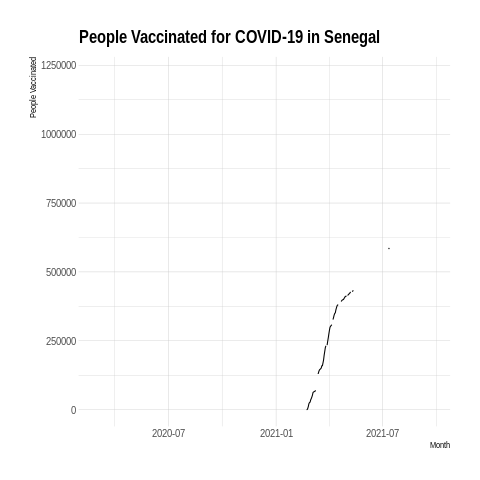 People Vaccinated for COVID-19 in Senegal
People Vaccinated
1250000
1000000
750000
500000
250000
0
2020-07 2021-01 2021-07
Month